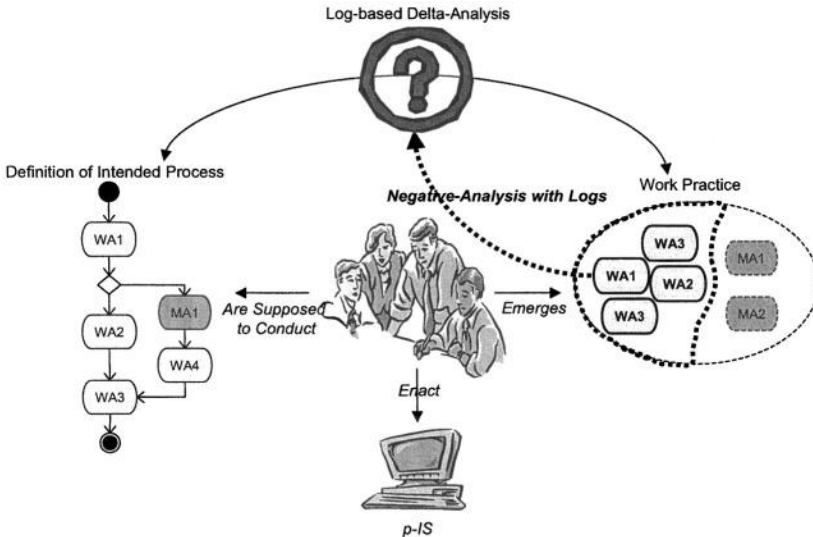 Log-based Delta-Analysis
Definition of Intended Process
Negative-Analysis with Logs
Work Practice
WA1
WA2
MA1
WA4
WA3
Are Supposed
to Conduct
Emerges
WA3
WA1
WA2
WA3
MA1
MA2
Enact
p-IS